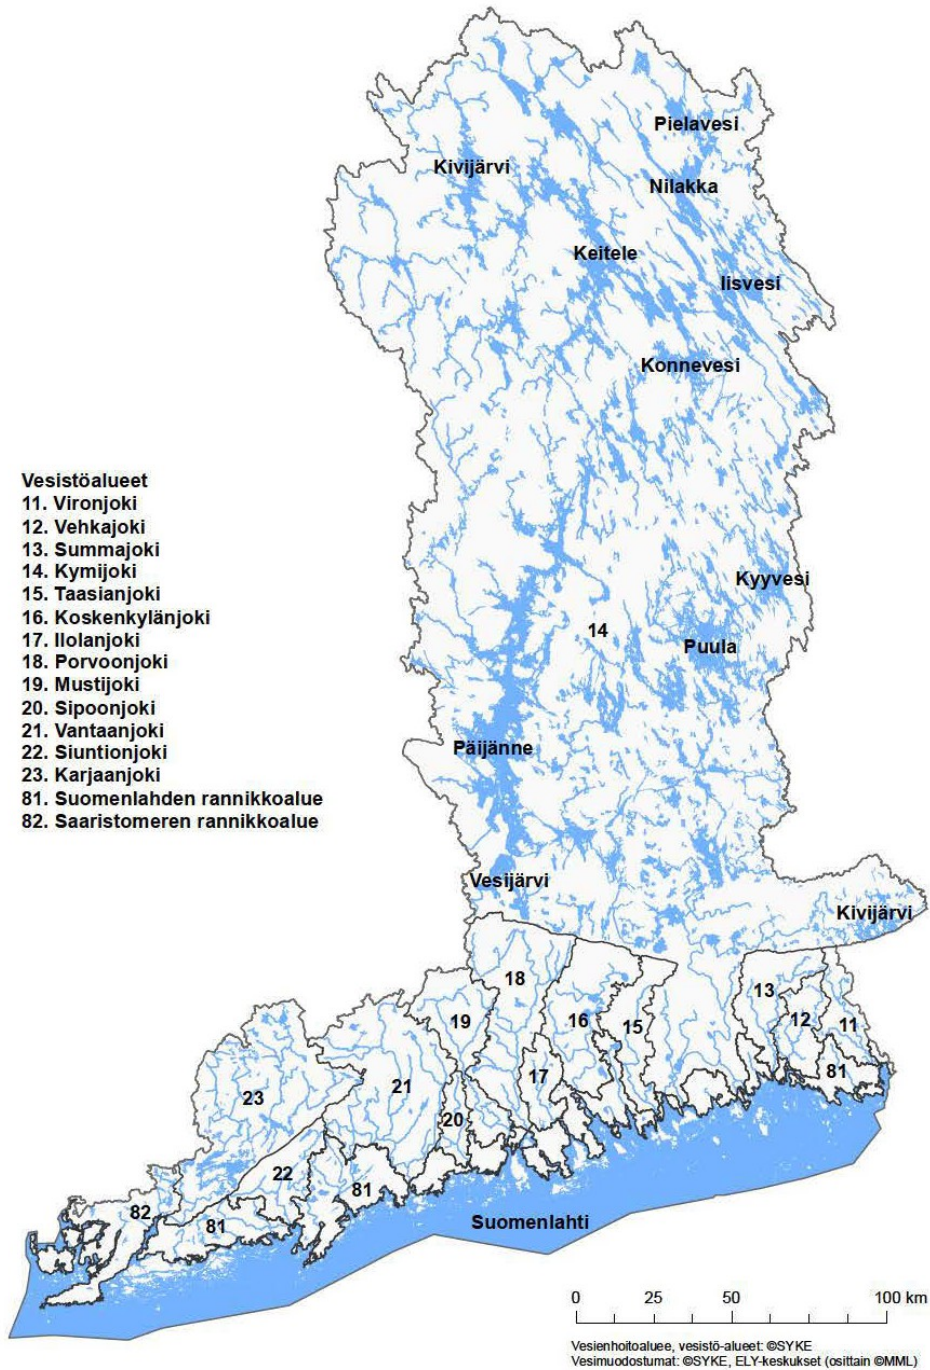 Pielavesi
Kivijärvi
Nilakka
Keitele
Iisvesi
Konnevesi
Vesistöalueet
11. Vironjoki
12. Vehkajoki
13. Summajoki
14. Kymijoki
15. Taasianjoki
16. Koskenkylänjoki
17. Ilolanjoki
18. Porvoonjoki
19. Mustijoki
20. Sipoonjoki
21. Vantaanjoki
22. Siuntionjoki
23. Karjaanjoki
81. Suomenlahden rannikkoalue
82. Saaristomeren rannikkoalue
Kyyvesi
14
Puula
Päijänne
Vesijärvi
Kivijärvi
18
13
19
16
15
12
11
81
17
21
23
20
22
81
82
81
Suomenlahti
0 25 50 100 km
Vesienhoitoaluee, vesistö-alueet: ©SYKE
Vesimuodostumat: ©SYKE, ELY-keskukset (osittain ©MML)